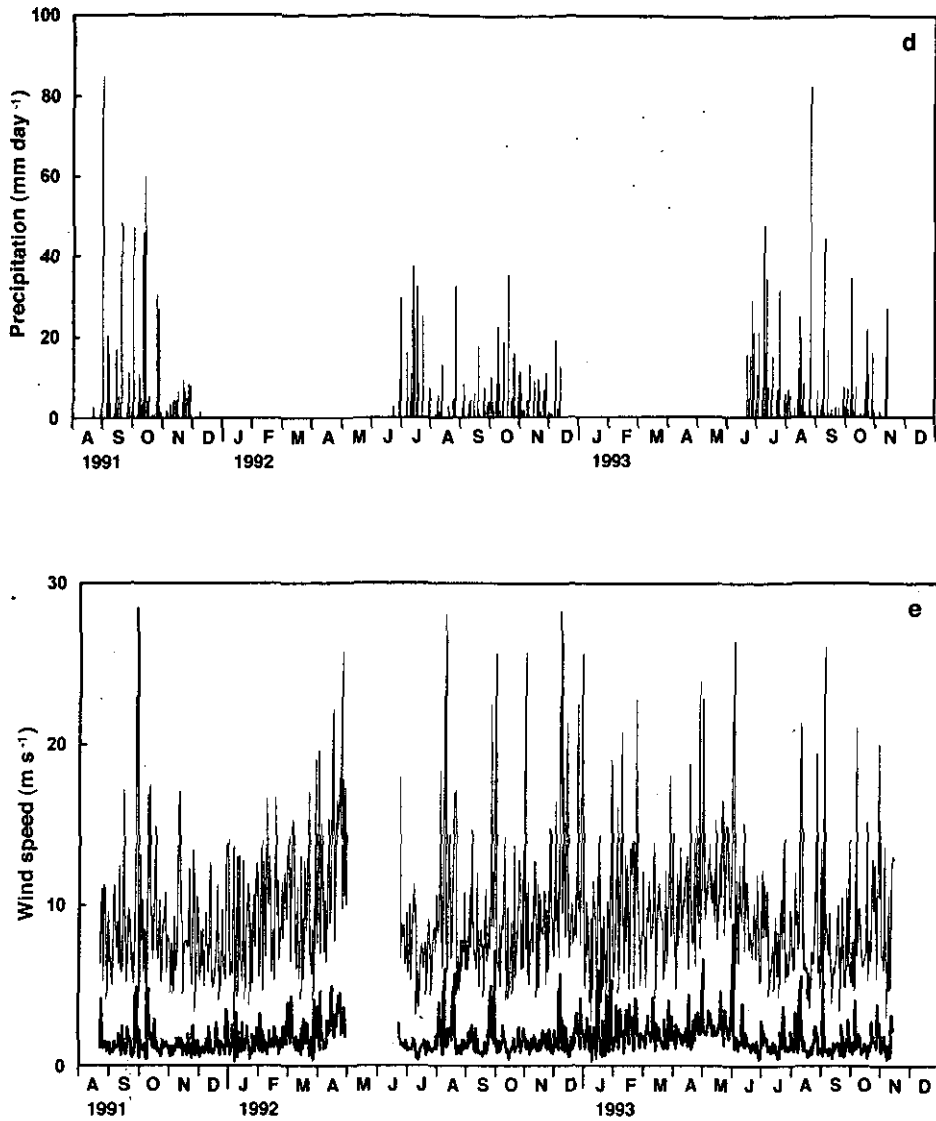 d
Precipitation (mm day -1)
100
80
60
40
20
0
A S O N D J F M A M J J A S O N D J F M A M J J A S O N D
1991 1992 1993
e
Wind speed (m s -1)
30
20
10
0
A S O N D J F M A M J J A S O N D J F M A M J J A S O N D
1991 1992 1993